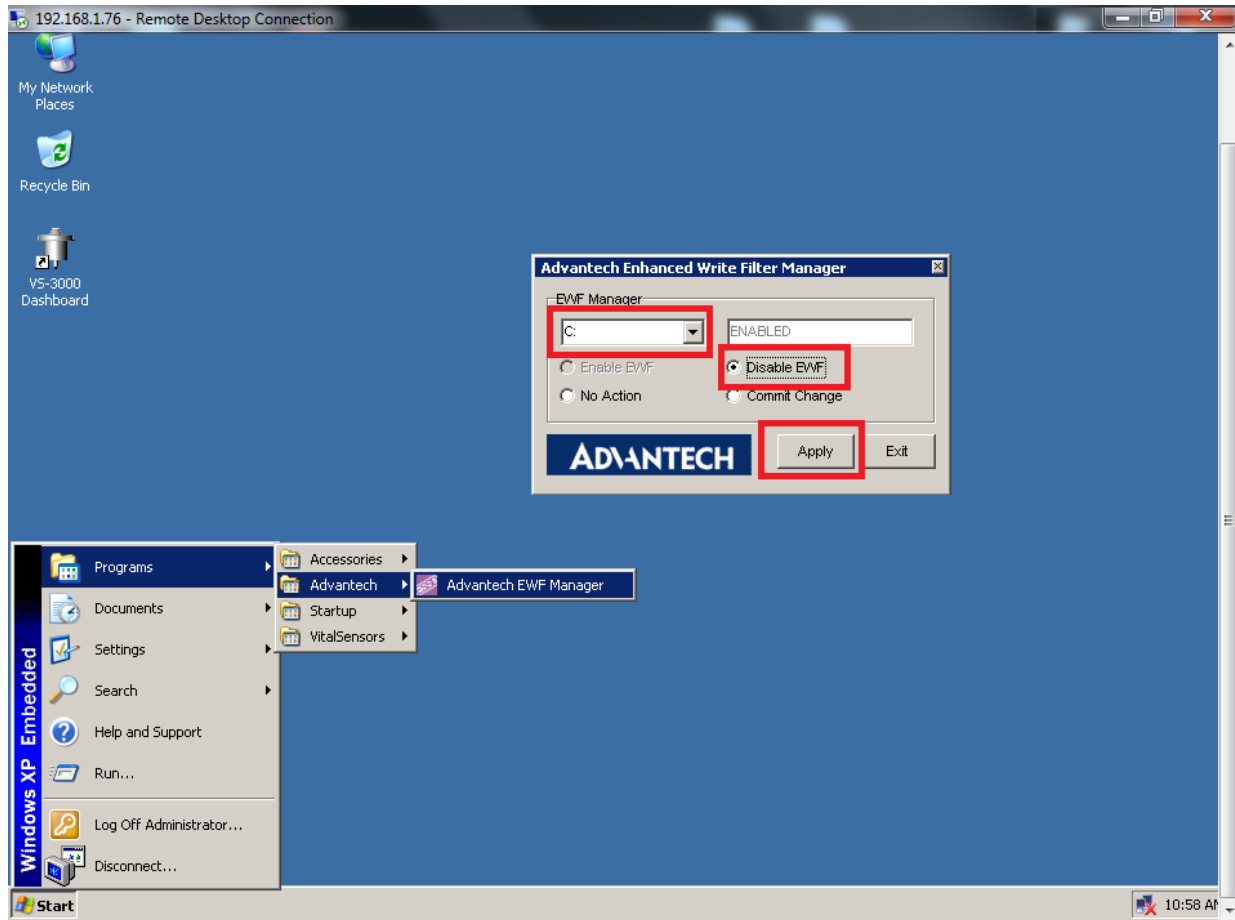 192.168.1.76 - Remote Desktop Connection
My Network
Places
Recycle Bin
VS-3000
Dashboard
Advantech Enhanced Write Filter Manager
EWF Manager
C:
ENABLED
Enable EWF
Disable EWF
No Action
Commit Change
ADVANTECH
Apply
Exit
Programs
Documents
Settings
Search
Help and Support
Run...
Log Off Administrator...
Disconnect...
Windows XP Embedded
Accessories
Advantech
Startup
VitalSensors
Advantech EWF Manager
Start
10:58 AM